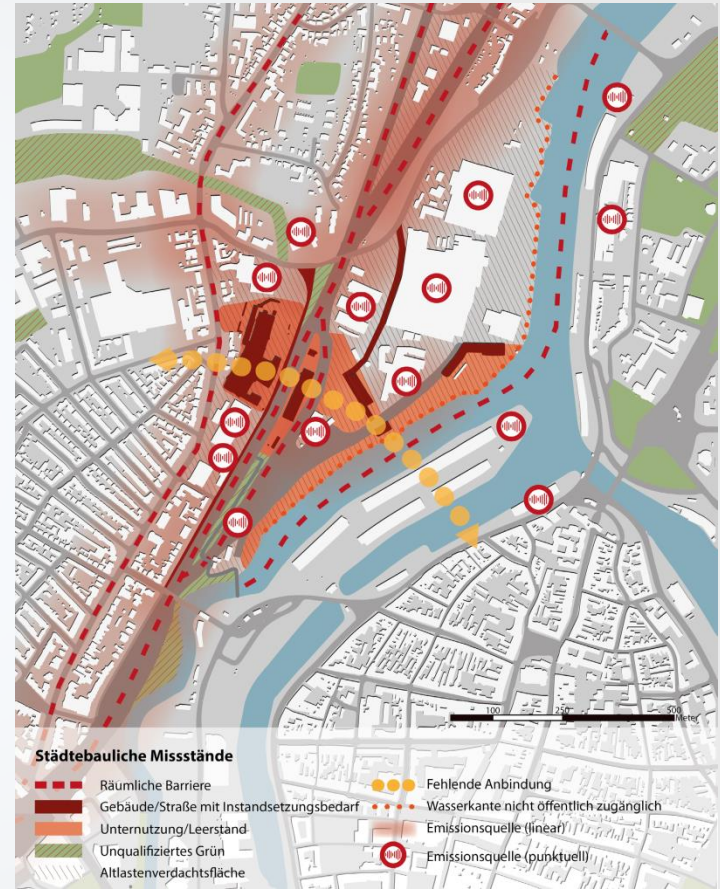 100 250 500
Meter
Städtebauliche Missstände
Räumliche Barriere
Gebäude/Straße mit Instandsetzungsbedarf
Unternutzung/Leerstand
Unqualifiziertes Grün
Altlastenverdachtsfläche
Fehlende Anbindung
Wasserkante nicht öffentlich zugänglich
Emissionsquelle (linear)
Emissionsquelle (punktuell)